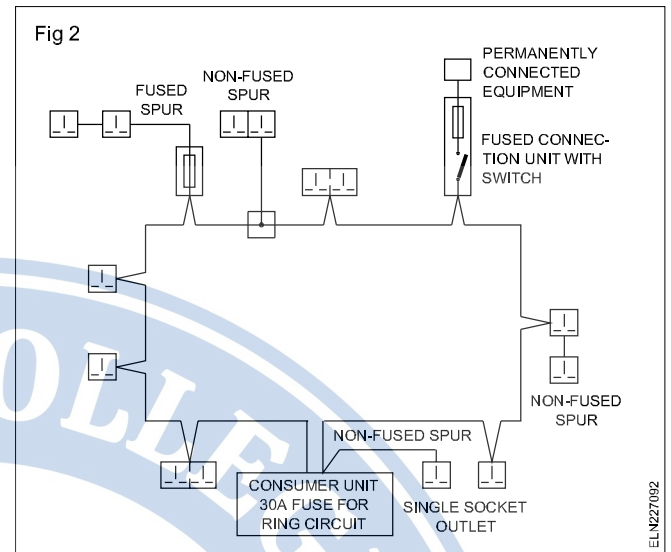 Fig 2
PERMANENTLY
CONNECTED
EQUIPMENT
NON-FUSED
SPUR
FUSED
SPUR
FUSED CONNEC-
TION UNIT WITH
SWITCH
NON-FUSED
SPUR
NON-FUSED SPUR
CONSUMER UNIT
30A FUSE FOR
RING CIRCUIT
SINGLE SOCKET
OUTLET
ELN227092
OLLEG